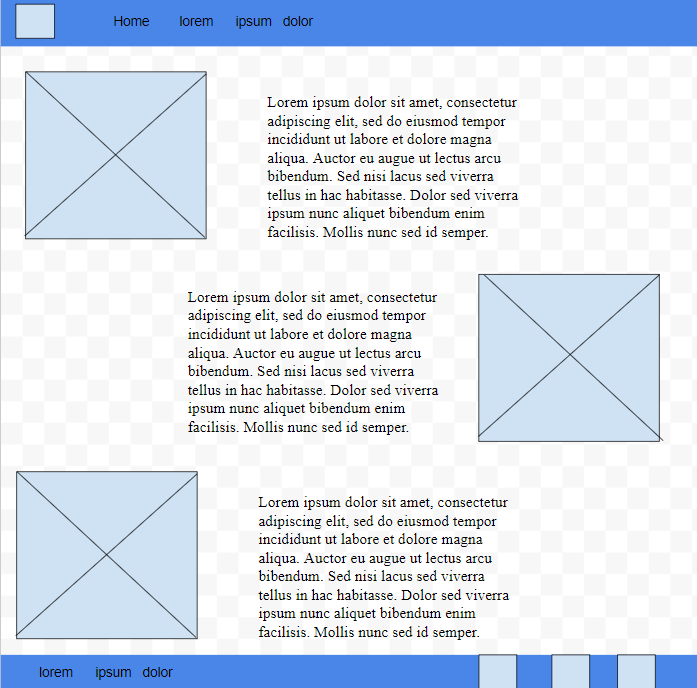 Home lorem ipsum dolor
Lorem ipsum dolor sit amet, consectetur
adipiscing elit, sed do eiusmod tempor
incididunt ut labore et dolore magna
aliqua. Auctor eu augue ut lectus arcu
bibendum. Sed nisi lacus sed viverra
tellus in hac habitasse. Dolor sed viverra
ipsum nunc aliquet bibendum enim
facilisis. Mollis nunc sed id semper.
Lorem ipsum dolor sit amet, consectetur
adipiscing elit, sed do eiusmod tempor
incididunt ut labore et dolore magna
aliqua. Auctor eu augue ut lectus arcu
bibendum. Sed nisi lacus sed viverra
tellus in hac habitasse. Dolor sed viverra
ipsum nunc aliquet bibendum enim
facilisis. Mollis nunc sed id semper.
Lorem ipsum dolor sit amet, consectetur
adipiscing elit, sed do eiusmod tempor
incididunt ut labore et dolore magna
aliqua. Auctor eu augue ut lectus arcu
bibendum. Sed nisi lacus sed viverra
tellus in hac habitasse. Dolor sed viverra
ipsum nunc aliquet bibendum enim
facilisis. Mollis nunc sed id semper.
lorem ipsum dolor